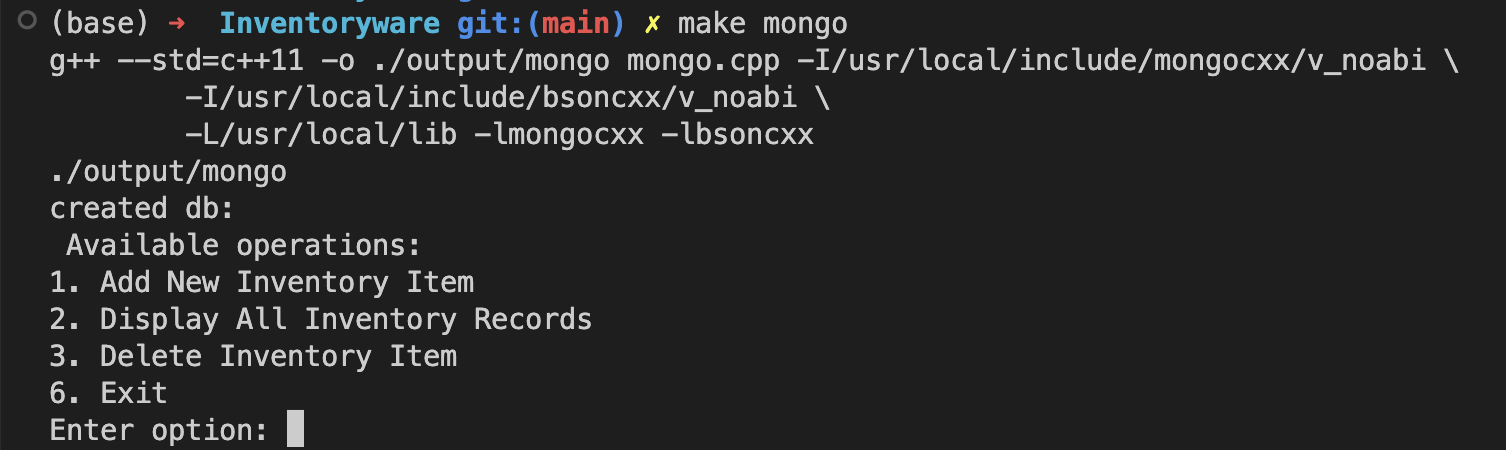 (base) ➜  Inventoryware git:(main) ✗ make mongo
g++ --std=c++11 -o ./output/mongo mongo.cpp -I/usr/local/include/mongocxx/v_noabi \
        -I/usr/local/include/bsoncxx/v_noabi \
        -L/usr/local/lib -lmongocxx -lbsoncxx
./output/mongo
created db:
 Available operations:
1. Add New Inventory Item
2. Display All Inventory Records
3. Delete Inventory Item
6. Exit
Enter option: